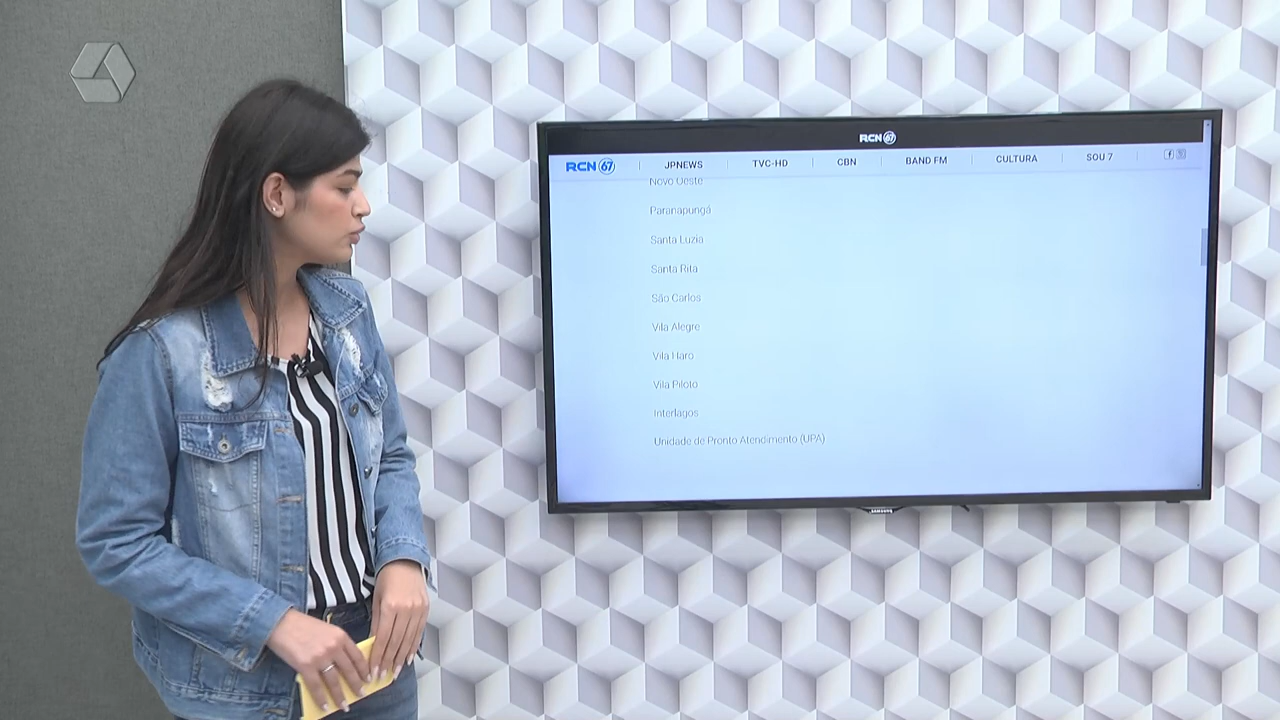 RCN 67
RCN 67 JPNEWS TVC-HD CBN BAND FM CULTURA SOU 7
Novo Oeste
Paranapungá
Santa Luzia
Santa Rita
São Carlos
Vila Alegre
Vila Haro
Vila Piloto
Interlagos
Unidade de Pronto Atendimento (UPA)
SAMSUNG